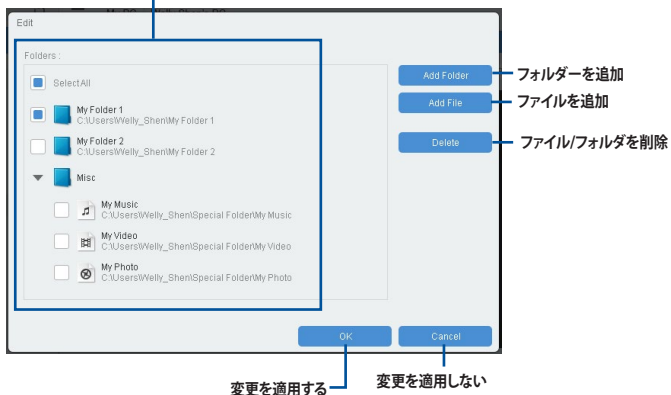 Edit
Folders :
SelectAll
My Folder 1
C:\Users\Welly_Shen\My Folder 1
My Folder 2
C:\Users\Welly_Shen\My Folder 2
Misc
My Music
C:\Users\Welly_Shen\Special Folder\My Music
My Video
C:\Users\Welly_Shen\Special Folder\My Video
My Photo
C:\Users\Welly_Shen\Special Folder\My Photo
Add Folder
フォルダーを追加
Add File
ファイルを追加
Delete
ファイル/フォルダを削除
OK
Cancel
変更を適用する
変更を適用しない